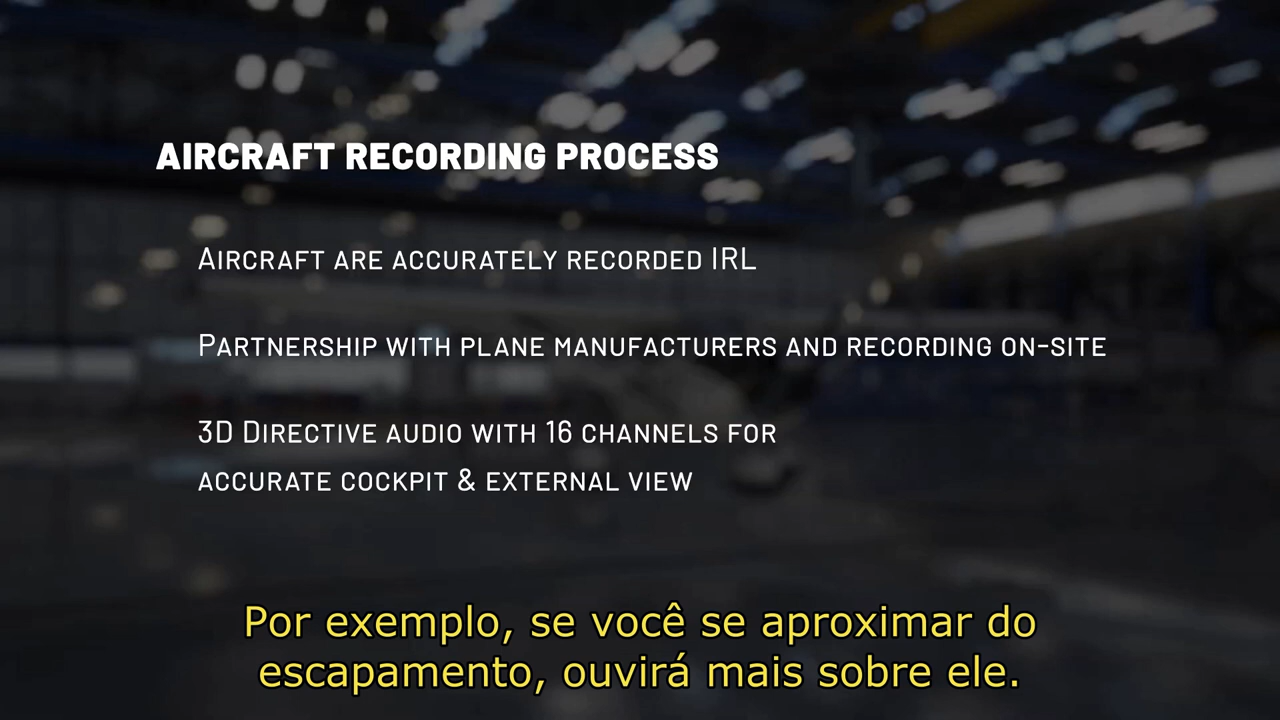 AIRCRAFT RECORDING PROCESS
AIRCRAFT ARE ACCURATELY RECORDED IRL
PARTNERSHIP WITH PLANE MANUFACTURERS AND RECORDING ON-SITE
3D DIRECTIVE AUDIO WITH 16 CHANNELS FOR
ACCURATE COCKPIT & EXTERNAL VIEW
Por exemplo, se você se aproximar do
escapamento, ouvirá mais sobre ele.